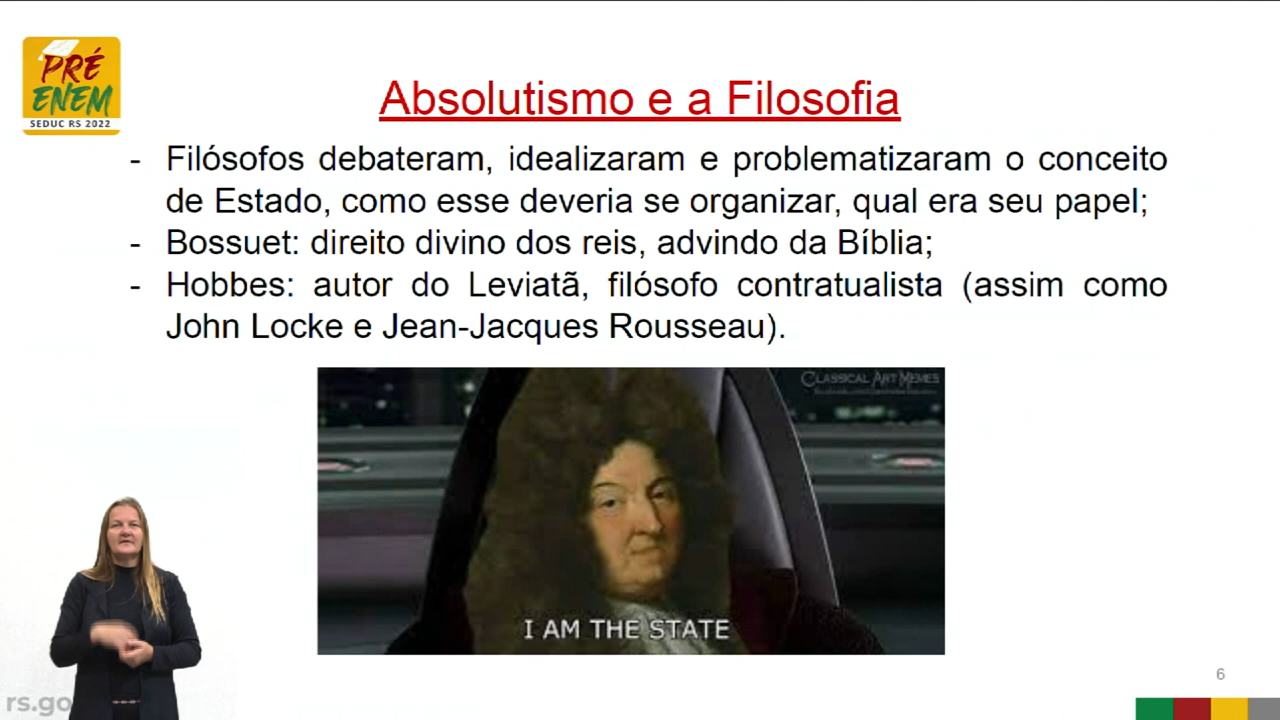 PRÉ
ENEM
SEDUC RS 2022
Absolutismo e a Filosofia
- Filósofos debateram, idealizaram e problematizaram o conceito
de Estado, como esse deveria se organizar, qual era seu papel;
- Bossuet: direito divino dos reis, advindo da Bíblia;
- Hobbes: autor do Leviatã, filósofo contratualista (assim como
John Locke e Jean-Jacques Rousseau).
CLASSICAL ART MEMES
I AM THE STATE
6
rs.go